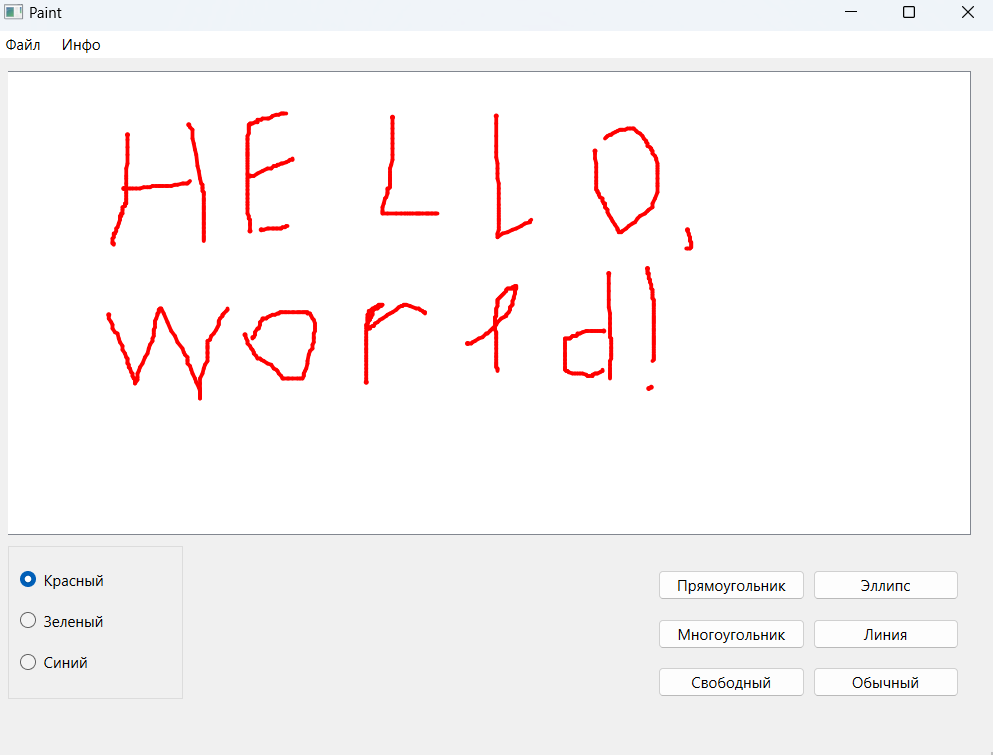 Paint
Файл Инфо
HELLO,
world!
Красный
Зеленый
Синий
Прямоугольник Эллипс
Многоугольник Линия
Свободный Обычный